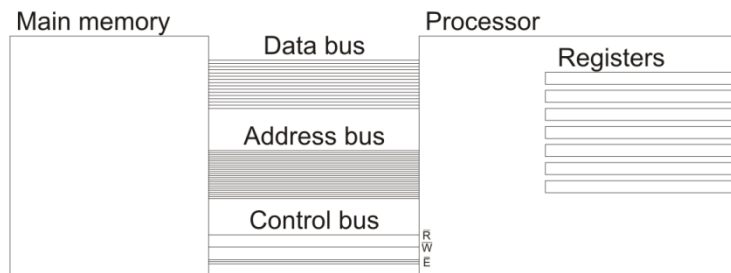 Main memory
Processor
Data bus
Registers
Address bus
Control bus
R̅
W̅
E